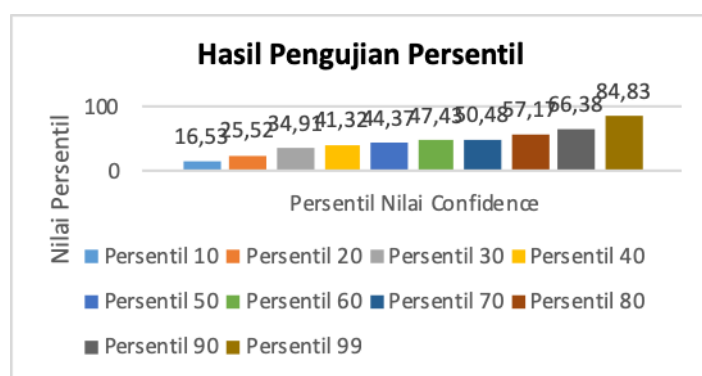 Hasil Pengujian Persentil
Nilai Persentil
100
0
16,53 25,52 34,91 41,32 44,37 47,43 50,48 57,17 66,38 84,83
Persentil Nilai Confidence
Persentil 10 Persentil 20 Persentil 30 Persentil 40
Persentil 50 Persentil 60 Persentil 70 Persentil 80
Persentil 90 Persentil 99